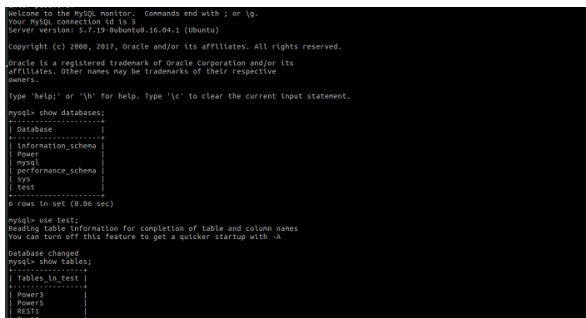 Welcome to the MySQL monitor.  Commands end with ; or \g.
Your MySQL connection id is 5
Server version: 5.7.19-0ubuntu0.16.04.1 (Ubuntu)
Copyright (c) 2000, 2017, Oracle and/or its affiliates. All rights reserved.
Oracle is a registered trademark of Oracle Corporation and/or its
affiliates. Other names may be trademarks of their respective
owners.
Type 'help;' or '\h' for help. Type '\c' to clear the current input statement.
mysql> show databases;
+--------------------+
| Database           |
+--------------------+
| information_schema |
| Power              |
| mysql              |
| performance_schema |
| sys                |
| test               |
+--------------------+
6 rows in set (0.06 sec)
mysql> use test;
Reading table information for completion of table and column names
You can turn off this feature to get a quicker startup with -A
Database changed
mysql> show tables;
+----------------+
| Tables_in_test |
+----------------+
| Power3         |
| Power5         |
| REST1          |